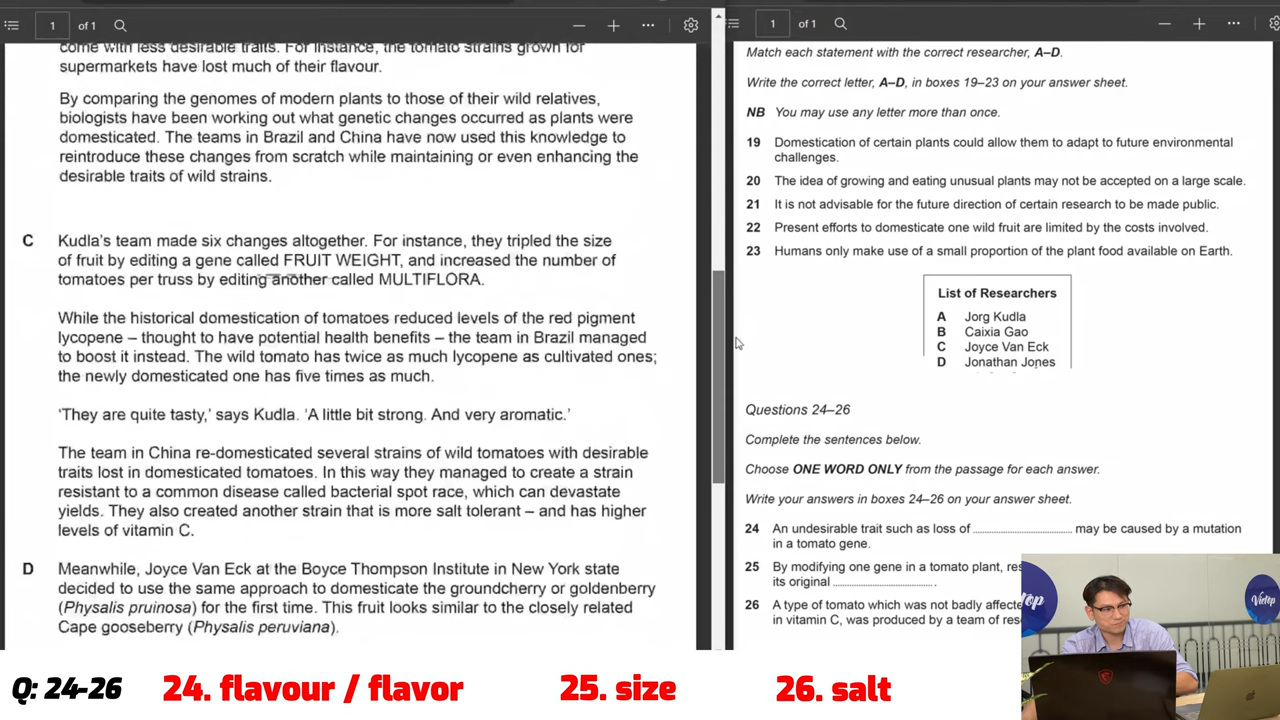 1 of 1
come with less desirable traits. For instance, the tomato strains grown for
supermarkets have lost much of their flavour.
By comparing the genomes of modern plants to those of their wild relatives,
biologists have been working out what genetic changes occurred as plants were
domesticated. The teams in Brazil and China have now used this knowledge to
reintroduce these changes from scratch while maintaining or even enhancing the
desirable traits of wild strains.
C Kudla's team made six changes altogether. For instance, they tripled the size
of fruit by editing a gene called FRUIT WEIGHT, and increased the number of
tomatoes per truss by editing another called MULTIFLORA.
While the historical domestication of tomatoes reduced levels of the red pigment
lycopene – thought to have potential health benefits – the team in Brazil managed
to boost it instead. The wild tomato has twice as much lycopene as cultivated ones;
the newly domesticated one has five times as much.
'They are quite tasty,' says Kudla. 'A little bit strong. And very aromatic.'
The team in China re-domesticated several strains of wild tomatoes with desirable
traits lost in domesticated tomatoes. In this way they managed to create a strain
resistant to a common disease called bacterial spot race, which can devastate
yields. They also created another strain that is more salt tolerant – and has higher
levels of vitamin C.
D Meanwhile, Joyce Van Eck at the Boyce Thompson Institute in New York state
decided to use the same approach to domesticate the groundcherry or goldenberry
(Physalis pruinosa) for the first time. This fruit looks similar to the closely related
Cape gooseberry (Physalis peruviana).
1 of 1
Match each statement with the correct researcher, A–D.
Write the correct letter, A–D, in boxes 19–23 on your answer sheet.
NB You may use any letter more than once.
19 Domestication of certain plants could allow them to adapt to future environmental
challenges.
20 The idea of growing and eating unusual plants may not be accepted on a large scale.
21 It is not advisable for the future direction of certain research to be made public.
22 Present efforts to domesticate one wild fruit are limited by the costs involved.
23 Humans only make use of a small proportion of the plant food available on Earth.
List of Researchers
A Jorg Kudla
B Caixia Gao
C Joyce Van Eck
D Jonathan Jones
Questions 24–26
Complete the sentences below.
Choose ONE WORD ONLY from the passage for each answer.
Write your answers in boxes 24–26 on your answer sheet.
24 An undesirable trait such as loss of .............................. may be caused by a mutation
in a tomato gene.
25 By modifying one gene in a tomato plant, res
its original .............................. .
26 A type of tomato which was not badly affecte
in vitamin C, was produced by a team of res
Vietop
Q: 24-26 24. flavour / flavor 25. size 26. salt